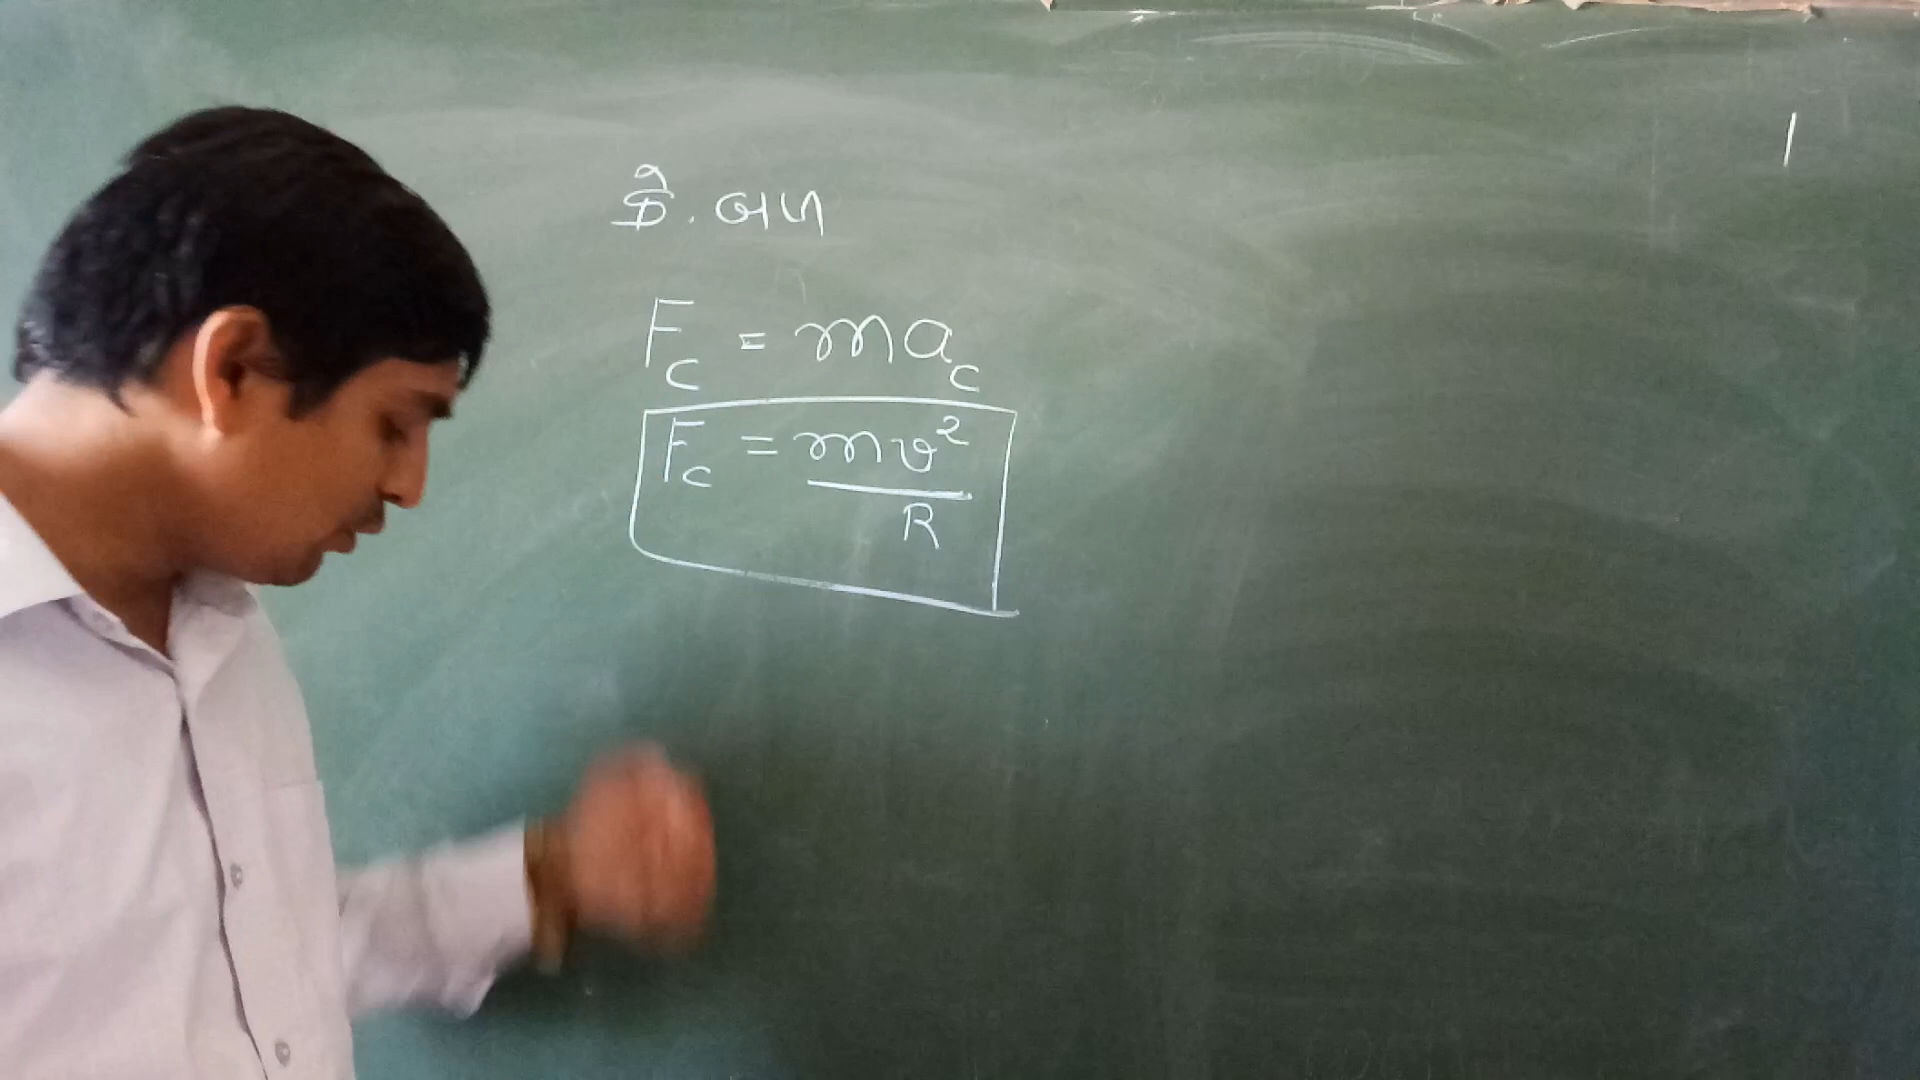 કે. બળ
F_c = ma_c
F_c = mv²/R